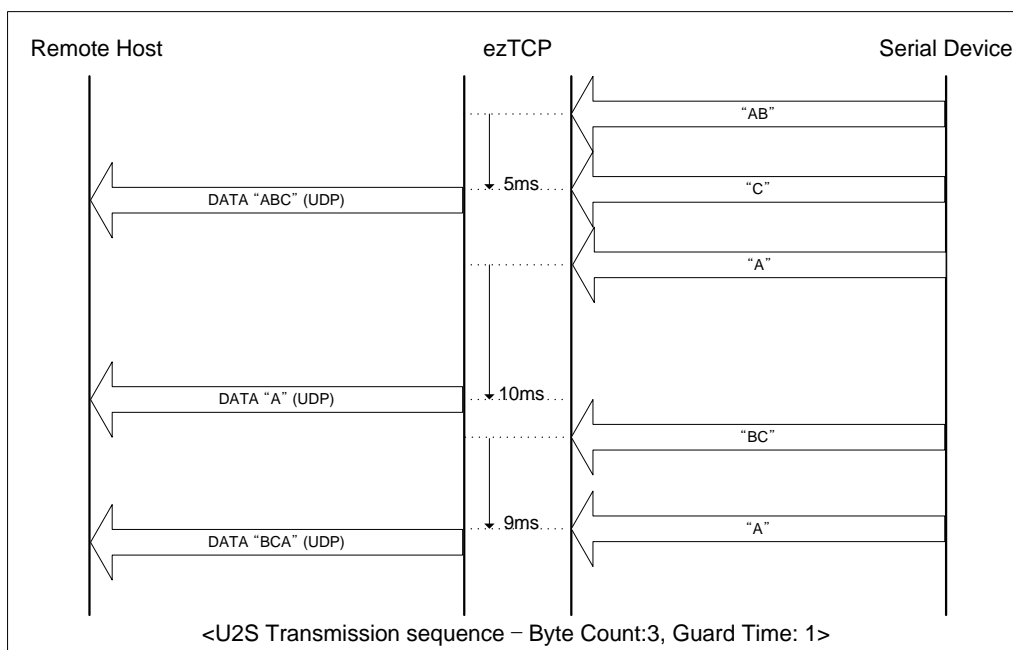 Remote Host ezTCP Serial Device
“AB”
5ms
“C”
DATA “ABC” (UDP)
“A”
10ms
DATA “A” (UDP)
“BC”
9ms
“A”
DATA “BCA” (UDP)
<U2S Transmission sequence – Byte Count:3, Guard Time: 1>